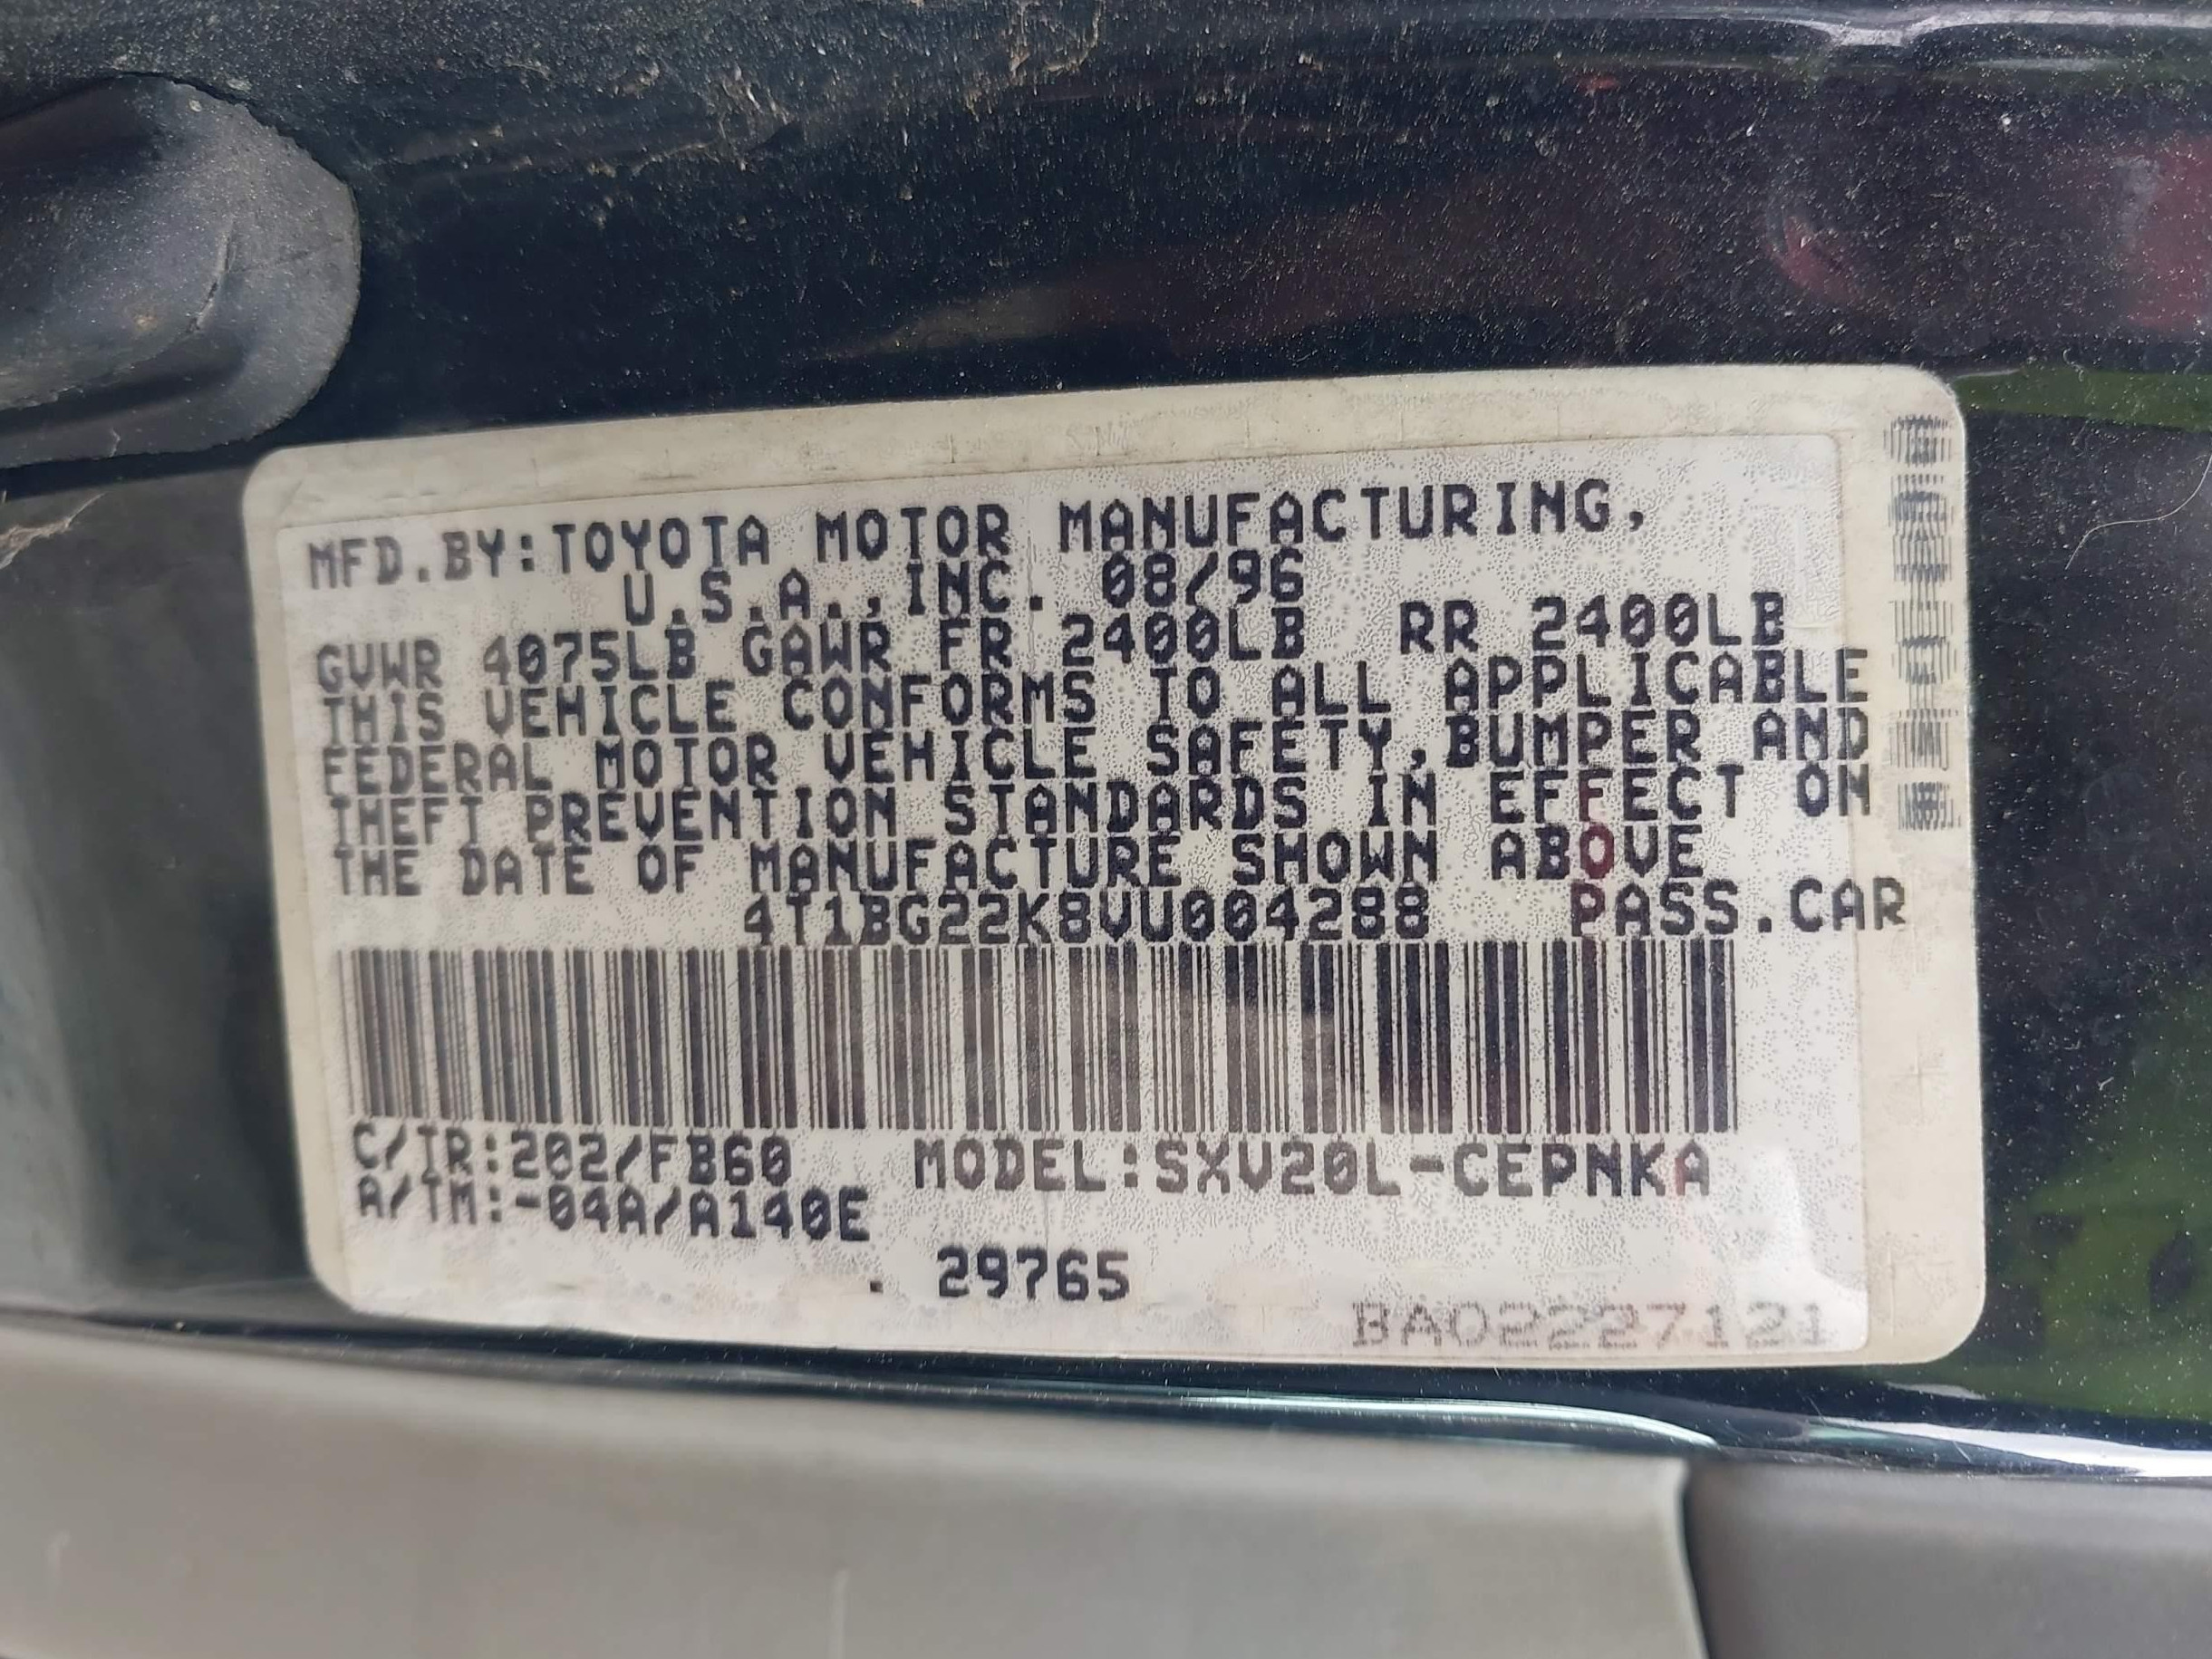 MFD.BY:TOYOTA MOTOR MANUFACTURING,
U.S.A.,INC. 08/96
GVWR 4075LB GAWR FR 2400LB RR 2400LB
THIS VEHICLE CONFORMS TO ALL APPLICABLE
FEDERAL MOTOR VEHICLE SAFETY,BUMPER AND
THEFT PREVENTION STANDARDS IN EFFECT ON
THE DATE OF MANUFACTURE SHOWN ABOVE
4T1BG22K8VU004288 PASS.CAR
C/TR:202/FB60 MODEL:SXV20L-CEPNKA
A/TM:-04A/A140E
. 29765
BA02227121